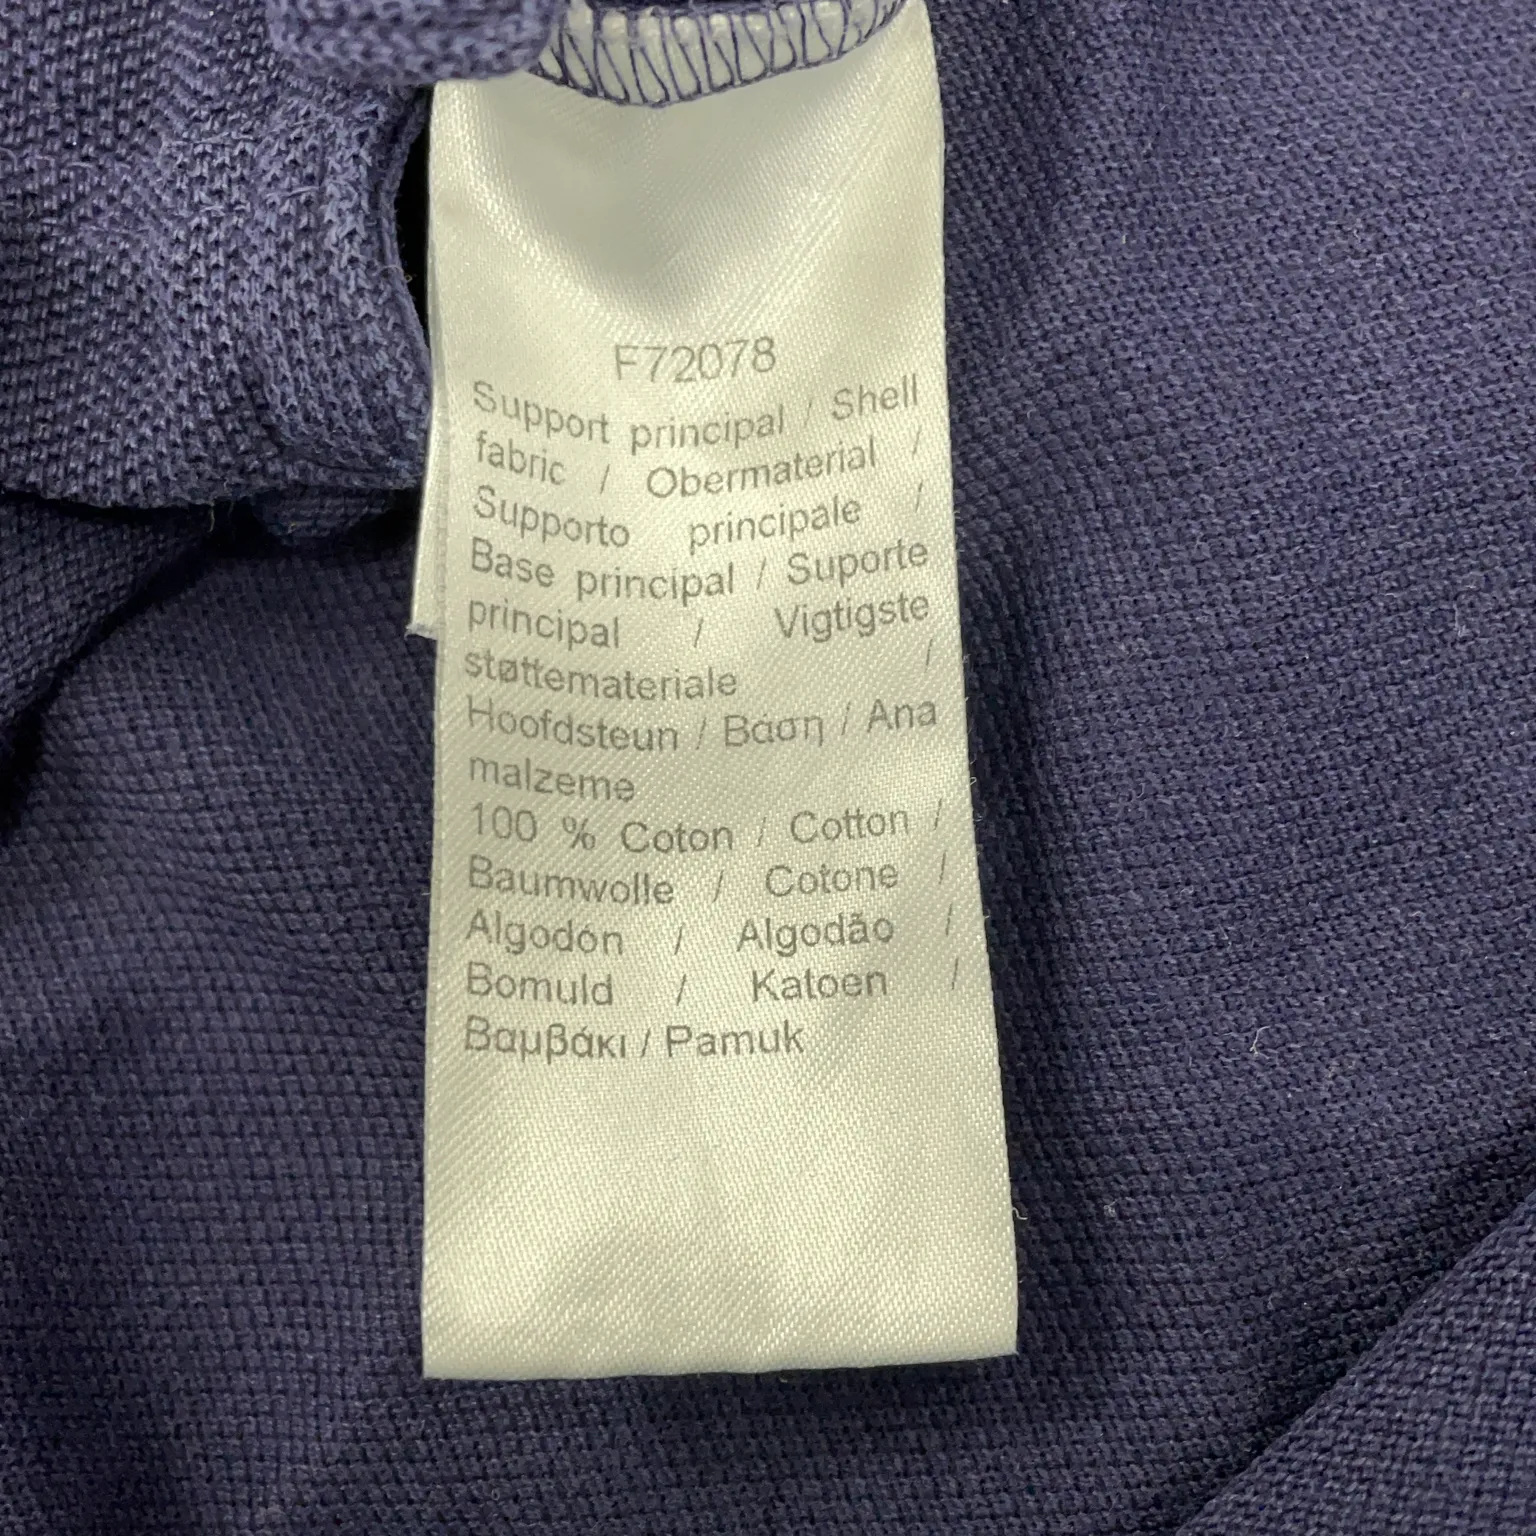 F72078
Support principal / Shell
fabric / Obermaterial /
Supporto principale /
Base principal / Suporte
principal / Vigtigste
støttemateriale /
Hoofdsteun / Βάση / Ana
malzeme
100 % Coton / Cotton /
Baumwolle / Cotone /
Algodón / Algodão /
Bomuld / Katoen /
Βαμβάκι / Pamuk